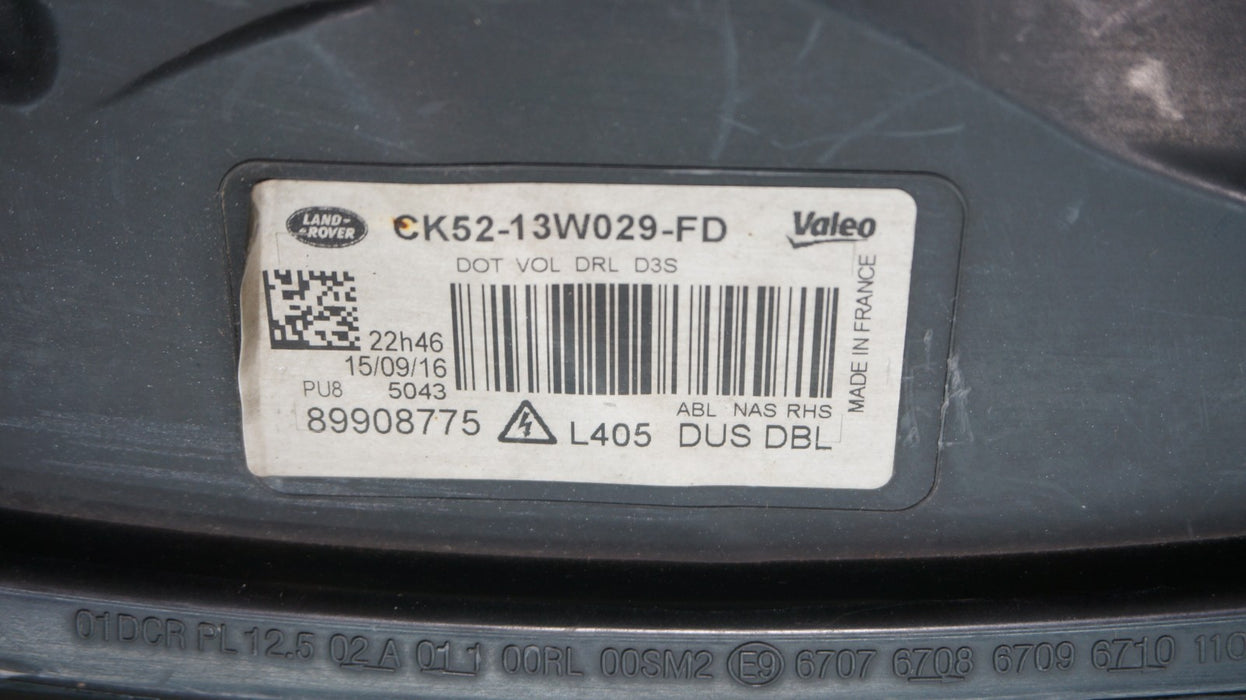 LAND-
ROVER
CK52-13W029-FD
Valeo
DOT VOL DRL D3S
22h46
15/09/16
PU8 5043
89908775
L405
ABL NAS RHS
DUS DBL
MADE IN FRANCE
01DCR PL12.5 02 A 01 1 00RL 00SM2 E9 6707 6708 6709 6710 110